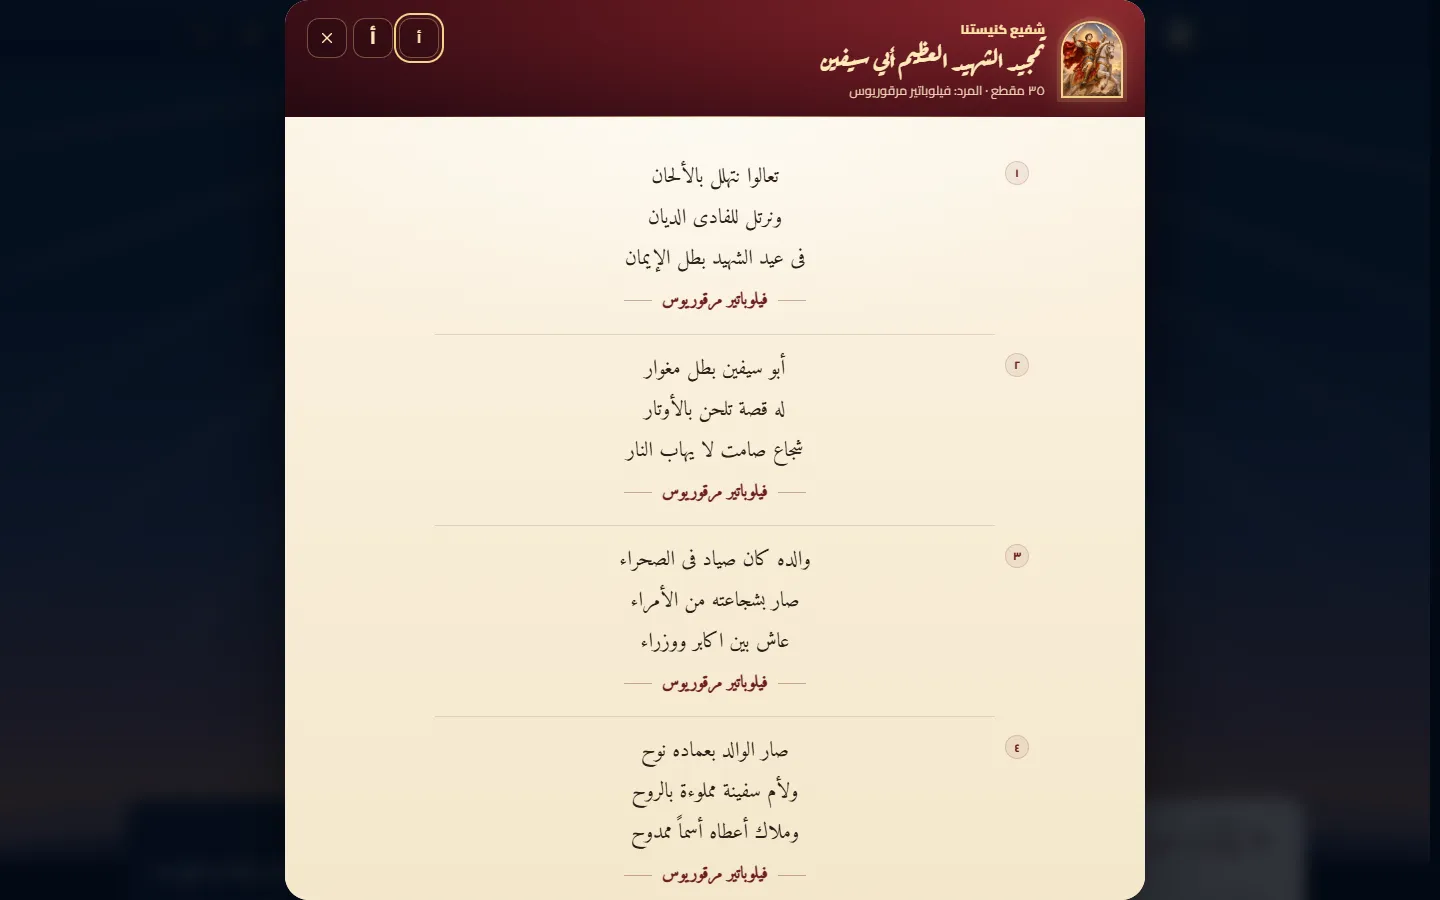 شفيع كنيستنا
تمجيد الشهيد العظيم أبي سيفين
٣٥ مقطع · المرد: فيلوباتير مرقوريوس
أ
أ
×
١
تعالوا نتهلل بالألحان
ونرتل للفادى الديان
فى عيد الشهيد بطل الإيمان
فيلوباتير مرقوريوس
٢
أبو سيفين بطل مغوار
له قصة تلحن بالأوتار
شجاع صامت لا يهاب النار
فيلوباتير مرقوريوس
٣
والده كان صياد فى الصحراء
صار بشجاعته من الأمراء
عاش بين اكابر ووزراء
فيلوباتير مرقوريوس
٤
صار الوالد بعماده نوح
ولأم سفينة مملوءة بالروح
وملاك أعطاه أسماً ممدوح
فيلوباتير مرقوريوس